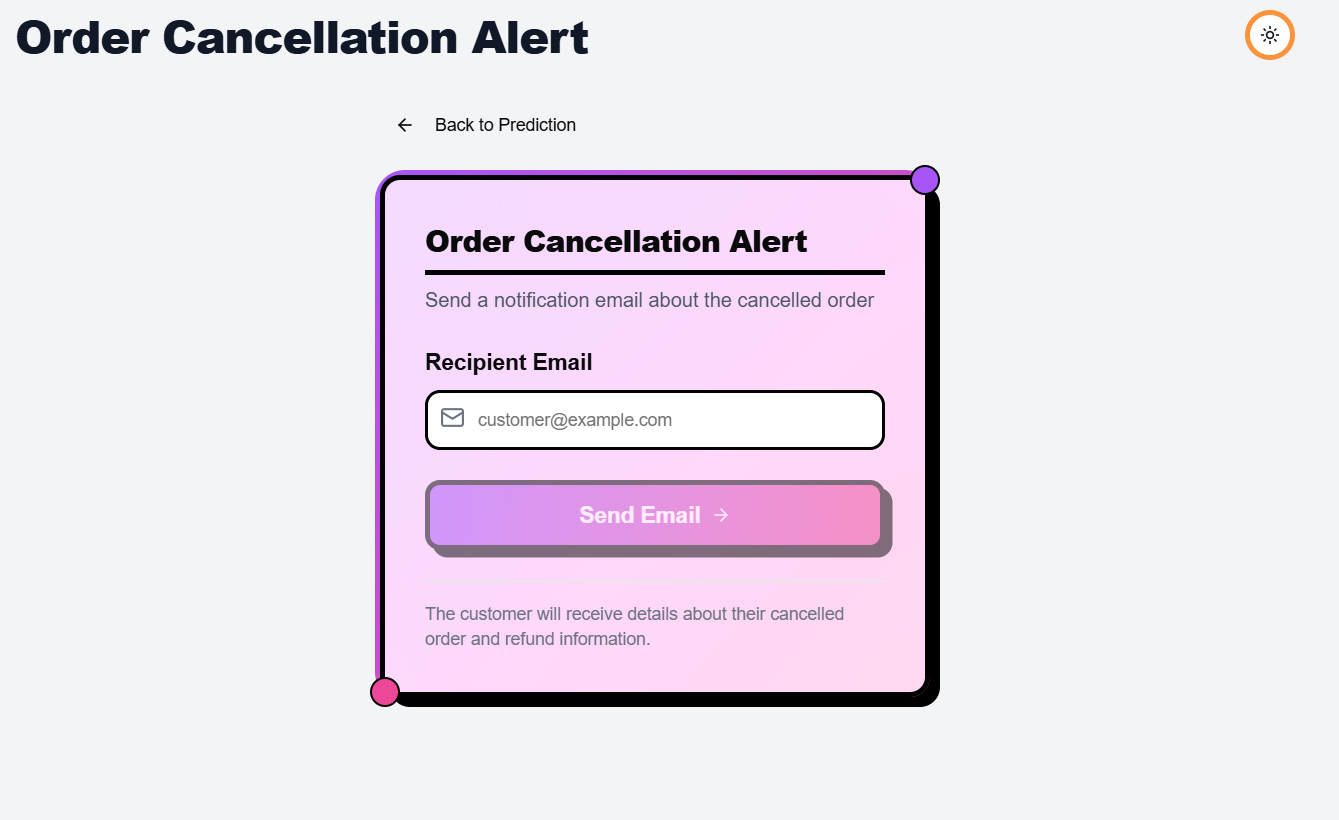 Order Cancellation Alert
Back to Prediction
Order Cancellation Alert
Send a notification email about the cancelled order
Recipient Email
customer@example.com
Send Email
The customer will receive details about their cancelled
order and refund information.